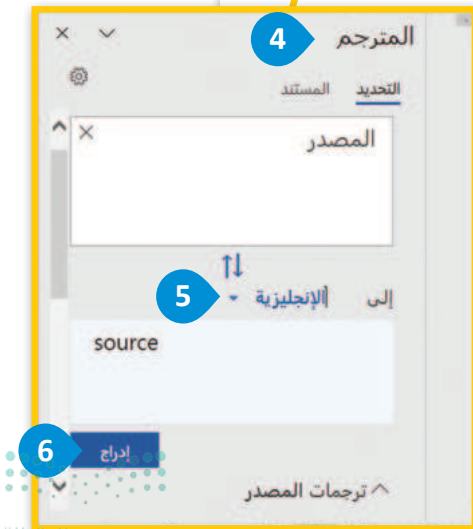 المترجم 4
التحديد المستند
المصدر
إلى الإنجليزية 5
source
إدراج 6
ترجمات المصدر